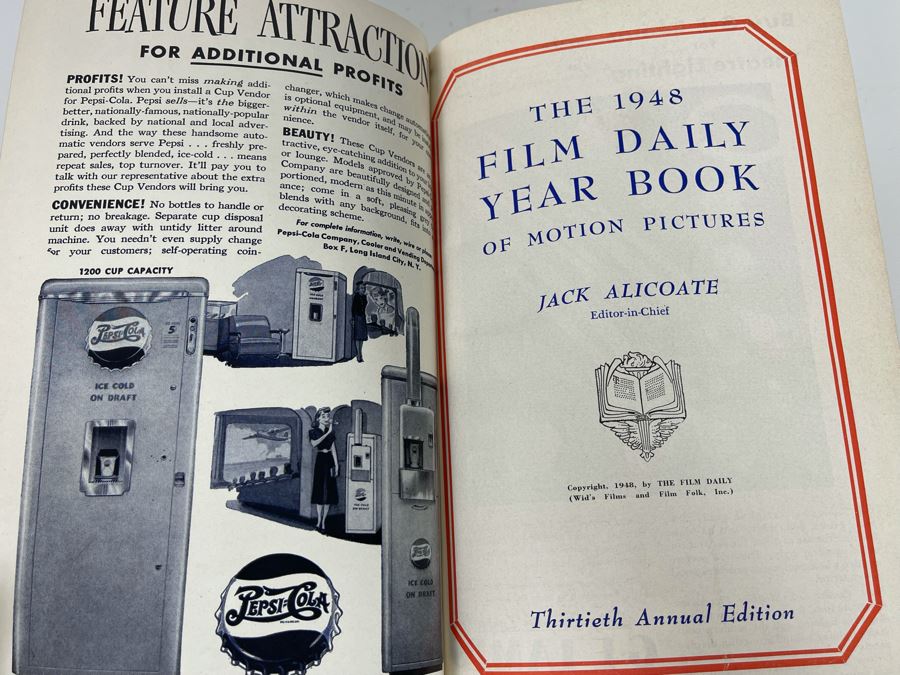 FEATURE ATTRACTION
FOR ADDITIONAL PROFITS
PROFITS! You can't miss making addi-
tional profits when you install a Cup Vendor
for Pepsi-Cola. Pepsi sells—it's the bigger-
better, nationally-famous, nationally-popular
drink, backed by national and local adver-
tising. And the way these handsome auto-
matic vendors serve Pepsi . . . freshly pre-
pared, perfectly blended, ice-cold . . . means
repeat sales, top turnover. It'll pay you to
talk with our representative about the extra
profits these Cup Vendors will bring you.
CONVENIENCE! No bottles to handle or
return; no breakage. Separate cup disposal
unit does away with untidy litter around
machine. You needn't even supply change
for your customers; self-operating coin-
changer, which makes change
is optional equipment, and may be
within the vendor itself, for your
nience.
BEAUTY! These Cup Vendors are
tractive, eye-catching addition to your
or lounge. Models approved by
Company are beautifully designed and
portioned, modern as this minute in
ance; come in a soft, pleasing grey
blends with any background, fits into
decorating scheme.
For complete information, write, wire or phone
Pepsi-Cola Company, Cooler and Vending
Box F, Long Island City, N. Y.
1200 CUP CAPACITY
PEPSI-COLA
5
ICE COLD
ON DRAFT
ICE COLD
ON DRAFT
PEPSI-COLA
THE 1948
FILM DAILY
YEAR BOOK
OF MOTION PICTURES
JACK ALICOATE
Editor-in-Chief
Copyright, 1948, by THE FILM DAILY
(Wid's Films and Film Folk, Inc.)
Thirtieth Annual Edition